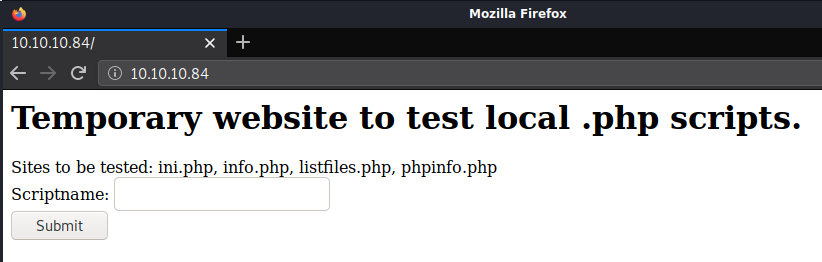 Mozilla Firefox
10.10.10.84/
10.10.10.84
Temporary website to test local .php scripts.
Sites to be tested: ini.php, info.php, listfiles.php, phpinfo.php
Scriptname:
Submit